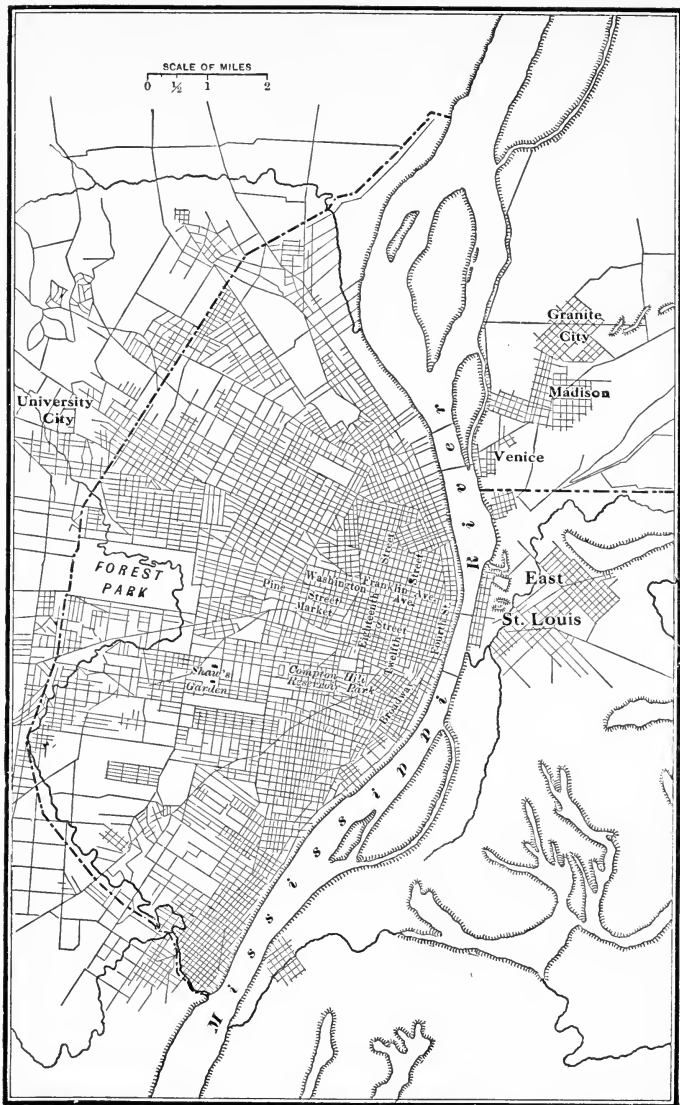 SCALE OF MILES
0 ½ 1 2
Granite
City
Madison
University
City
Venice
River
FOREST
PARK
Street
Street
Washington
Franklin Ave.
Ave.
Pine
Street
Market
Eighteenth
Street
Twelfth
Fourth St.
East
St. Louis
Shaw's
Garden
Compton Hill
Reservoir Park
Broadway
Mississippi